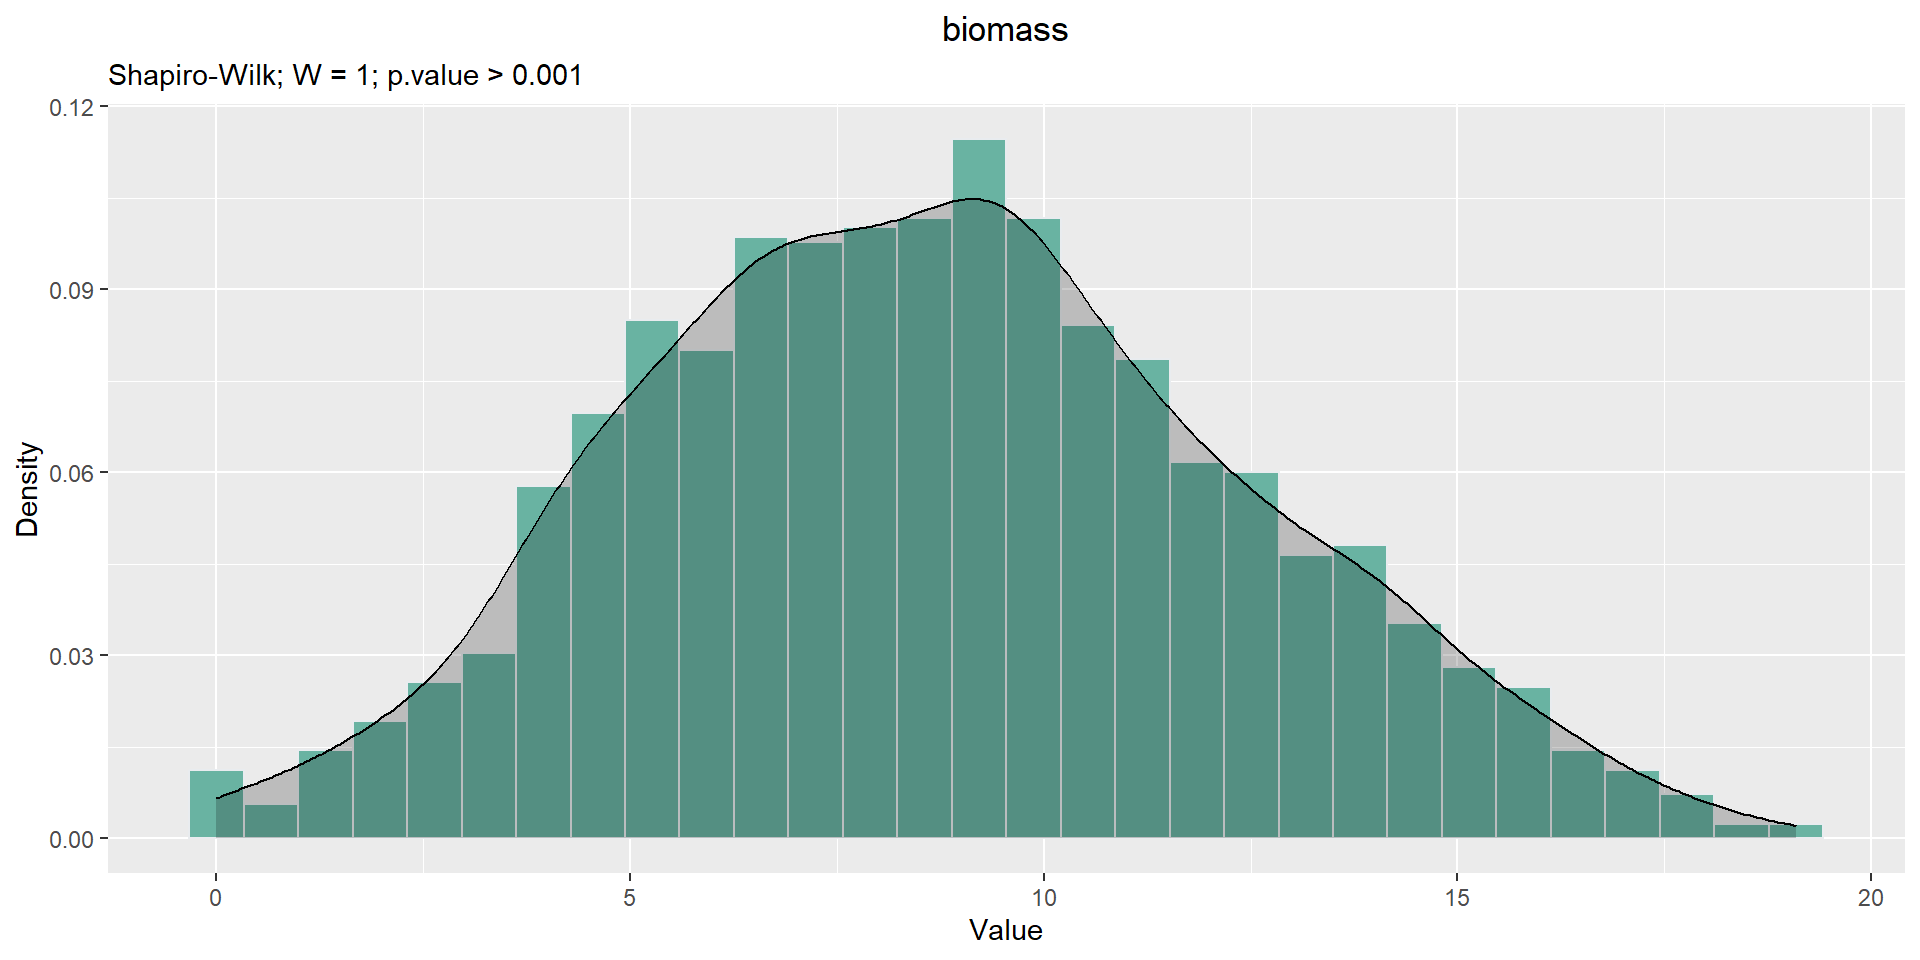 biomass
Shapiro-Wilk; W = 1; p.value > 0.001
0.12
0.09
0.06
0.03
0.00
Density
0 5 10 15 20
Value